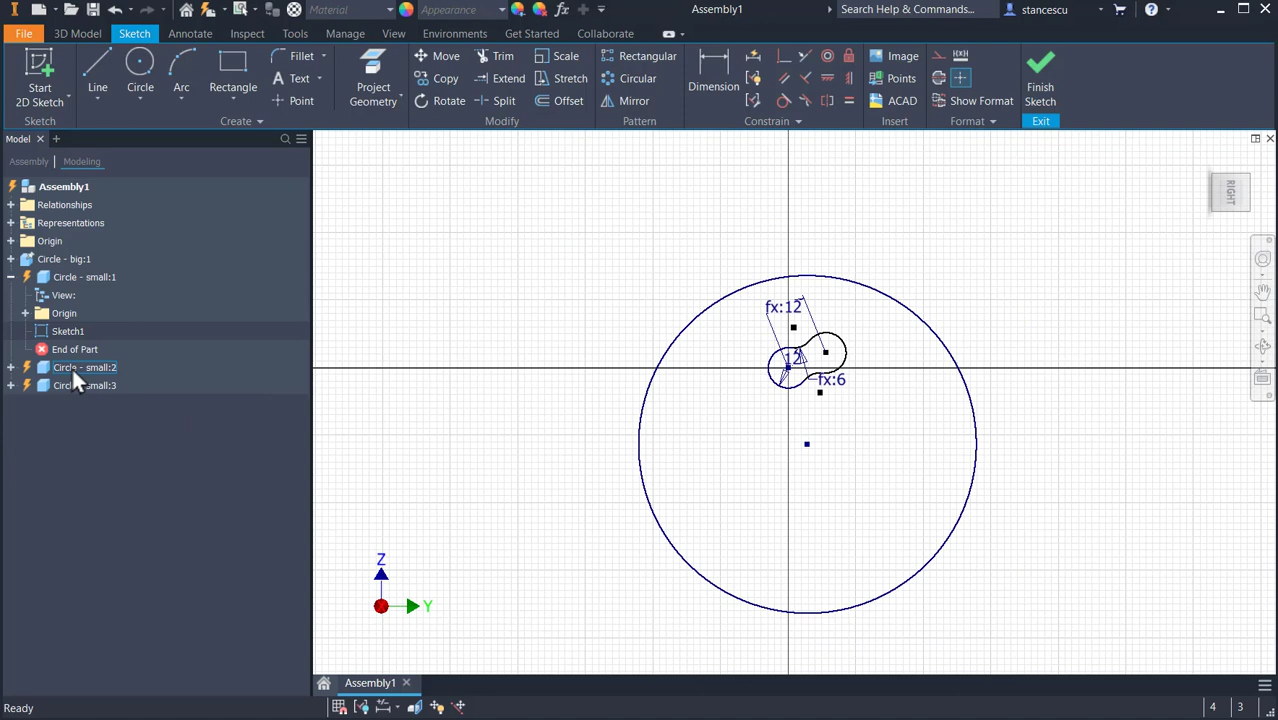 Material
Appearance
Assembly1
Search Help & Commands...
stancescu
File
3D Model
Sketch
Annotate
Inspect
Tools
Manage
View
Environments
Collaborate
Start
2D Sketch
Line
Circle
Arc
Rectangle
Fillet
Text
Point
Project
Geometry
Move
Copy
Rotate
Trim
Extend
Split
Scale
Stretch
Offset
Rectangular
Circular
Mirror
Dimension
Image
Points
ACAD
Show Format
Finish
Sketch
Sketch
Create
Modify
Pattern
Constrain
Insert
Format
Exit
Model
Assembly
Modeling
Assembly1
Relationships
Representations
Origin
Circle - big:1
Circle - small:1
View:
Origin
Sketch1
End of Part
Circle - small:2
Circle - small:3
RIGHT
fx:12
12
fx:6
Z
Y
Assembly1
Ready
4
3